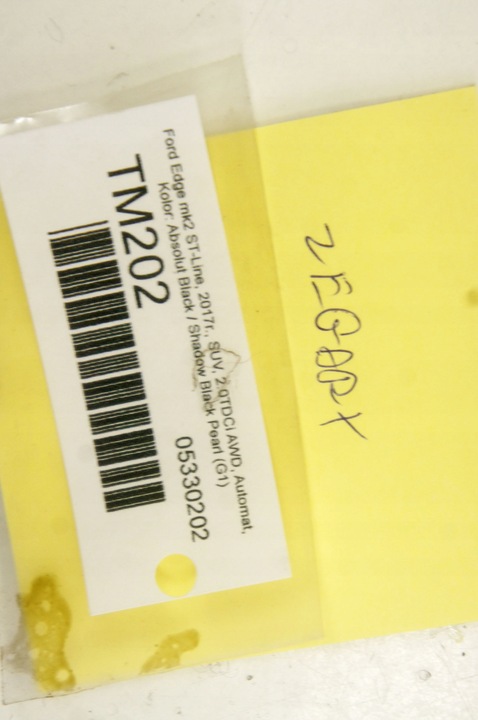 Ford Edge mk2 ST-Line, 2017r., SUV, 2.0TDCi AWD, Automat,
Kolor: Absolut Black / Shadow Black Pearl (G1)
TM202
05330202
ZEGARY